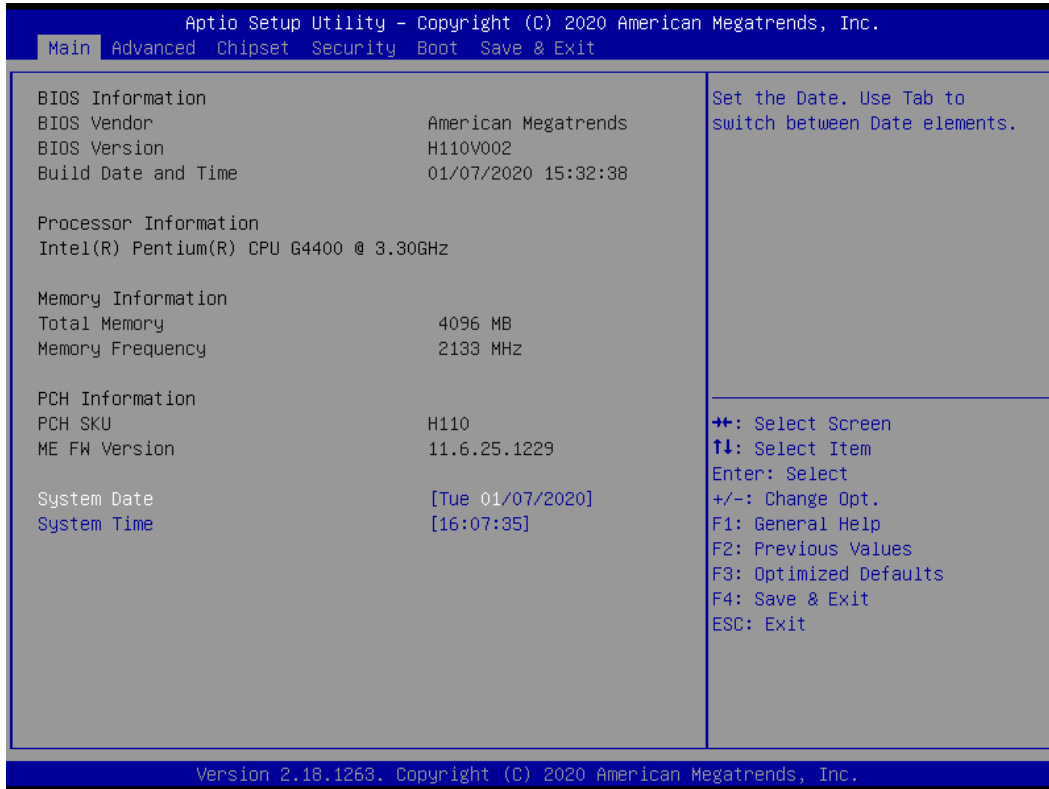 Aptio Setup Utility – Copyright (C) 2020 American Megatrends, Inc.
Main Advanced Chipset Security Boot Save & Exit
BIOS Information
BIOS Vendor American Megatrends
BIOS Version H110V002
Build Date and Time 01/07/2020 15:32:38
Processor Information
Intel(R) Pentium(R) CPU G4400 @ 3.30GHz
Memory Information
Total Memory 4096 MB
Memory Frequency 2133 MHz
PCH Information
PCH SKU H110
ME FW Version 11.6.25.1229
System Date [Tue 01/07/2020]
System Time [16:07:35]
Set the Date. Use Tab to
switch between Date elements.
→←: Select Screen
↑↓: Select Item
Enter: Select
+/-: Change Opt.
F1: General Help
F2: Previous Values
F3: Optimized Defaults
F4: Save & Exit
ESC: Exit
Version 2.18.1263. Copyright (C) 2020 American Megatrends, Inc.